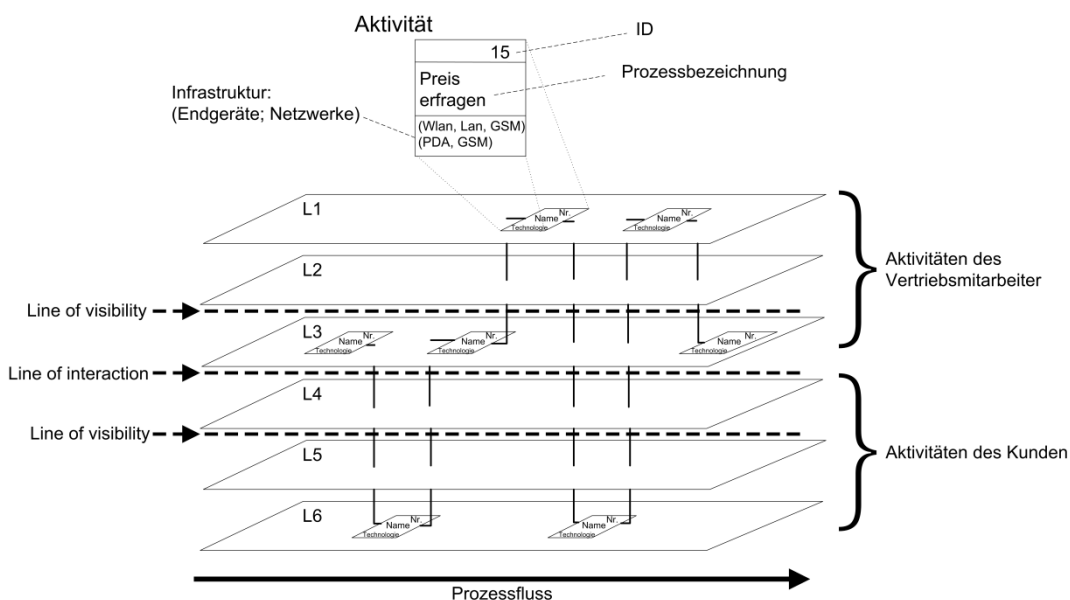 Aktivität
15
ID
Preis
erfragen
Prozessbezeichnung
Infrastruktur:
(Endgeräte; Netzwerke)
(Wlan, Lan, GSM)
(PDA, GSM)
L1
Name
Nr.
Technologie
Name
Nr.
Technologie
L2
Aktivitäten des
Vertriebsmitarbeiter
Line of visibility
L3
Name
Nr.
Technologie
Name
Nr.
Technologie
Name
Nr.
Technologie
Line of interaction
L4
Line of visibility
L5
Aktivitäten des Kunden
L6
Name
Nr.
Technologie
Name
Nr.
Technologie
Prozessfluss